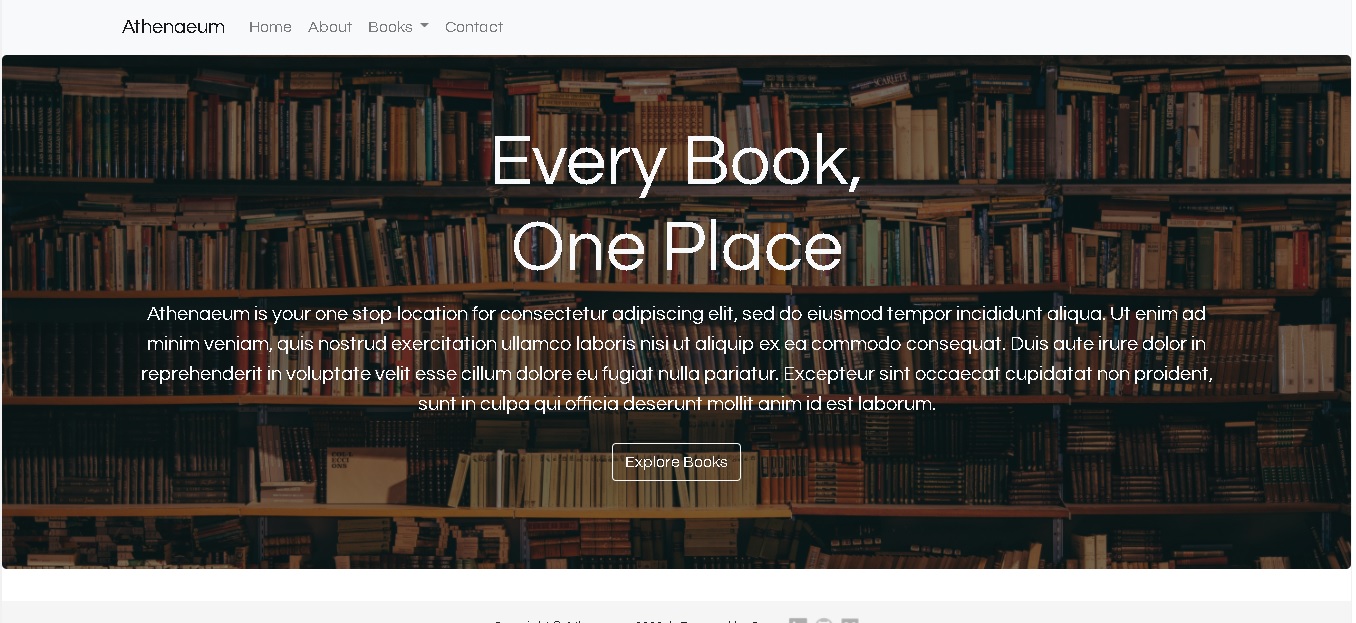 Athenaeum Home About Books Contact
Every Book,
One Place
Athenaeum is your one stop location for consectetur adipiscing elit, sed do eiusmod tempor incididunt aliqua. Ut enim ad
minim veniam, quis nostrud exercitation ullamco laboris nisi ut aliquip ex ea commodo consequat. Duis aute irure dolor in
reprehenderit in voluptate velit esse cillum dolore eu fugiat nulla pariatur. Excepteur sint occaecat cupidatat non proident,
sunt in culpa qui officia deserunt mollit anim id est laborum.
Explore Books